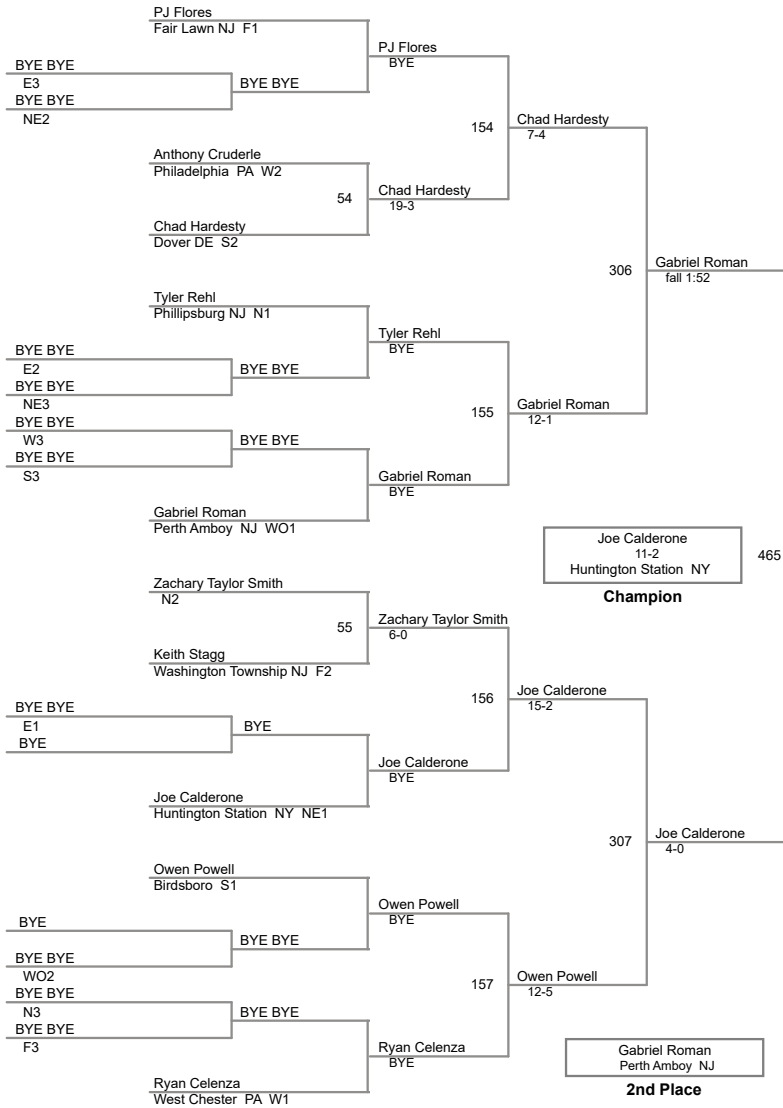 PJ Flores
Fair Lawn NJ F1
PJ Flores
BYE
BYE BYE
E3
BYE BYE
BYE BYE
NE2
154
Chad Hardesty
7-4
Anthony Cruderle
Philadelphia PA W2
54
Chad Hardesty
19-3
Chad Hardesty
Dover DE S2
306
Gabriel Roman
fall 1:52
Tyler Rehl
Phillipsburg NJ N1
Tyler Rehl
BYE
BYE BYE
E2
BYE BYE
BYE BYE
NE3
155
Gabriel Roman
12-1
BYE BYE
W3
BYE BYE
BYE BYE
S3
Gabriel Roman
BYE
Gabriel Roman
Perth Amboy NJ WO1
Joe Calderone
11-2
Huntington Station NY
465
Champion
Zachary Taylor Smith
N2
55
Zachary Taylor Smith
6-0
Keith Stagg
Washington Township NJ F2
156
Joe Calderone
15-2
BYE BYE
E1
BYE
BYE
Joe Calderone
BYE
Joe Calderone
Huntington Station NY NE1
307
Joe Calderone
4-0
Owen Powell
Birdsboro S1
Owen Powell
BYE
BYE
BYE BYE
BYE BYE
WO2
157
Owen Powell
12-5
N3
BYE BYE
BYE BYE
F3
Ryan Celenza
BYE
Ryan Celenza
West Chester PA W1
Gabriel Roman
Perth Amboy NJ
2nd Place